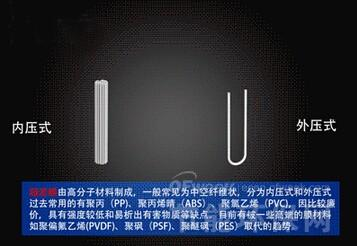 内压式
外压式
超滤膜由高分子材料制成,一般常见为中空纤维状,分为内压式和外压式
过去常用的有聚丙(PP)、聚丙烯腈(ABS)、聚氯乙烯(PVC),因比较廉
价,具有强度较低和易析出有害物质等缺点,目前有被一些高端的膜材料
如聚偏氟乙烯(PVDF)、聚砜(PSF)、聚醚砜(PES)取代的趋势。